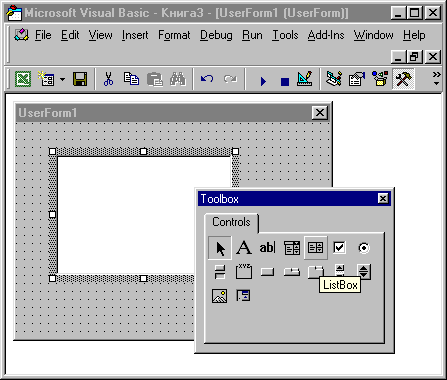 Microsoft Visual Basic - Книга3 - [UserForm1 (UserForm)]
File Edit View Insert Format Debug Run Tools Add-Ins Window Help
UserForm1
Toolbox
Controls
A ab|
xyz
ListBox